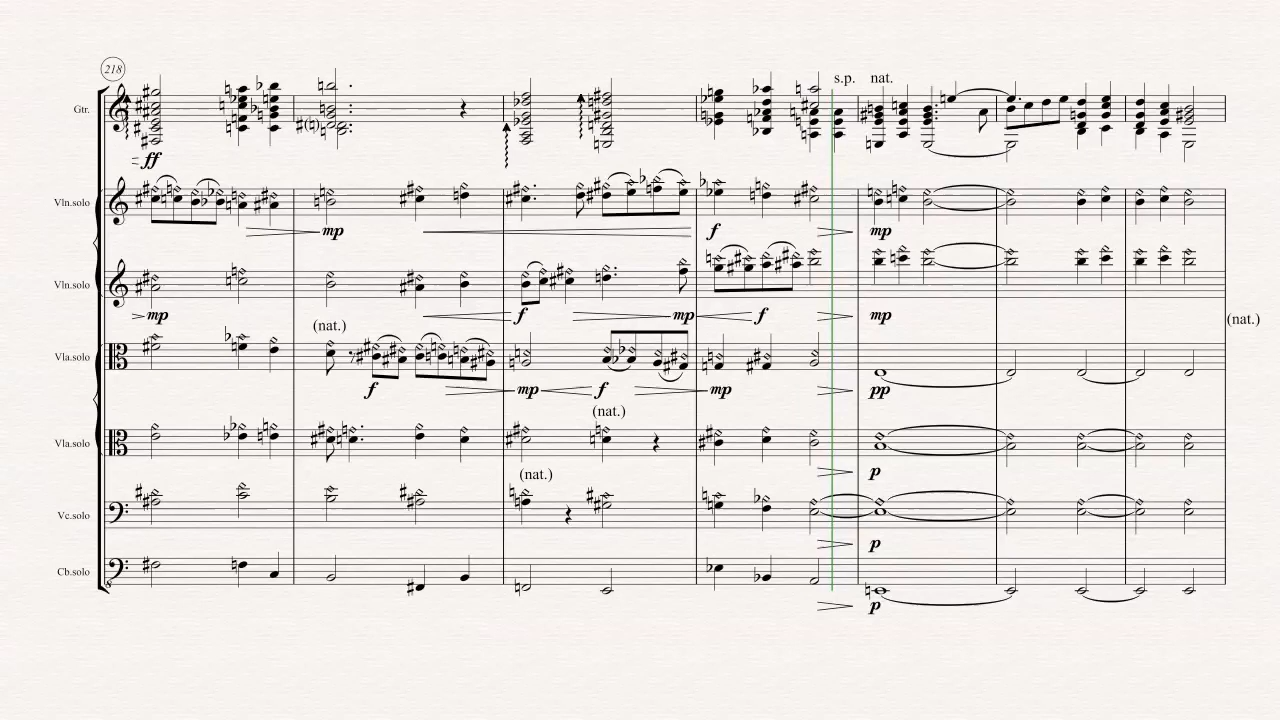 218
s.p. nat.
Gtr.
ff
Vln.solo
mp f mp
Vln.solo
mp f mp f mp
(nat.)
(nat.)
Vla.solo
f mp f mp pp
(nat.)
Vla.solo
p
(nat.)
Vc.solo
p
Cb.solo
8
p